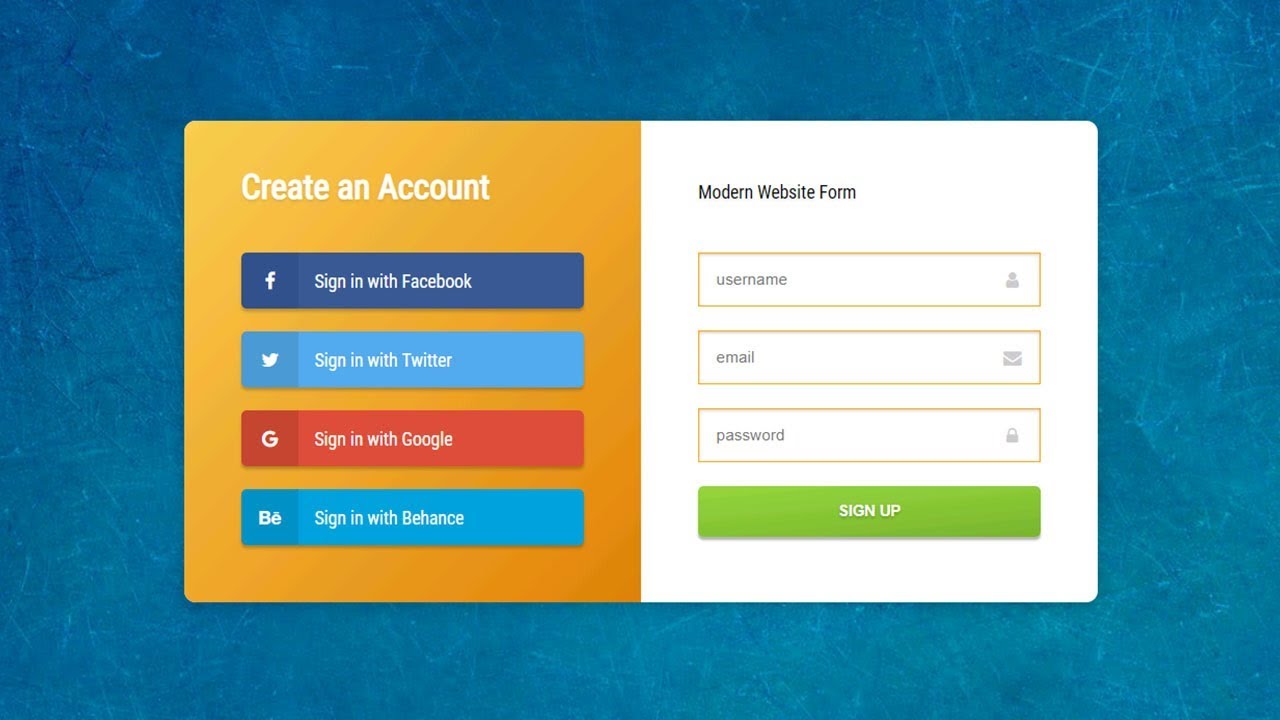 Create an Account
Sign in with Facebook
Sign in with Twitter
G Sign in with Google
Bē Sign in with Behance
Modern Website Form
username
email
password
SIGN UP